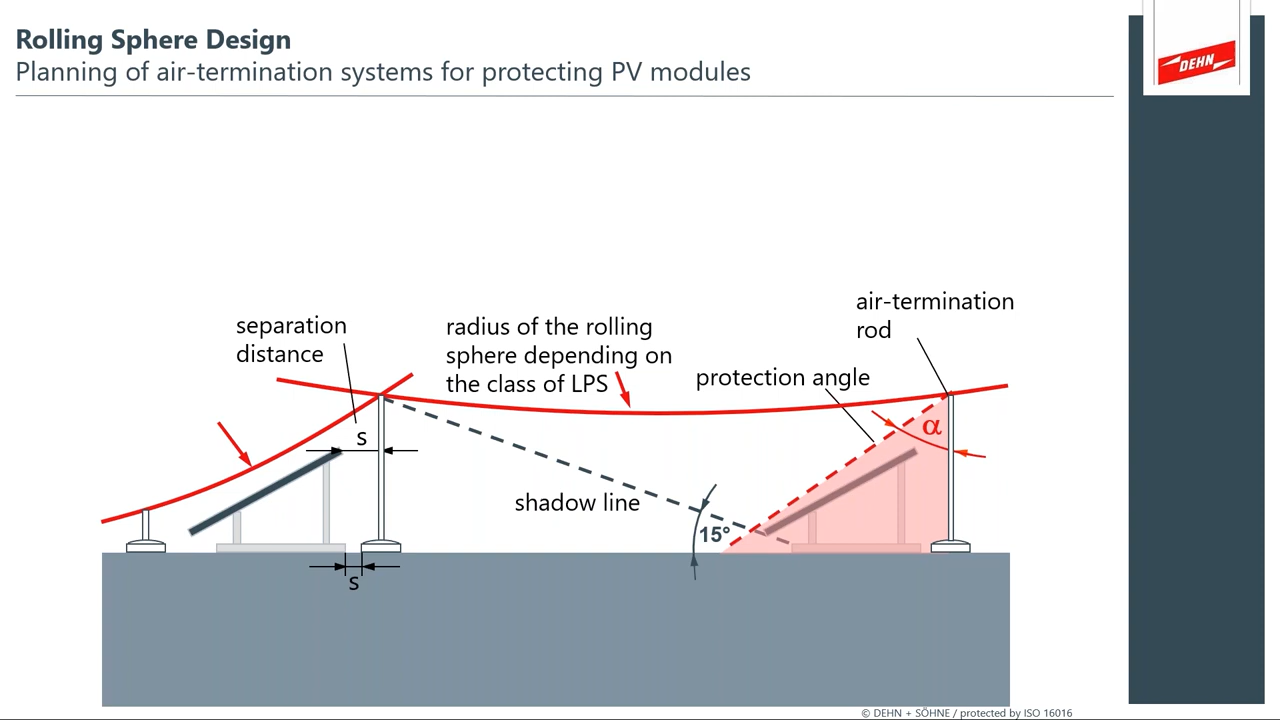 Rolling Sphere Design
Planning of air-termination systems for protecting PV modules
DEHN
air-termination
rod
separation
distance
radius of the rolling
sphere depending on
the class of LPS
protection angle
α
s
shadow line
15°
s
© DEHN + SÖHNE / protected by ISO 16016